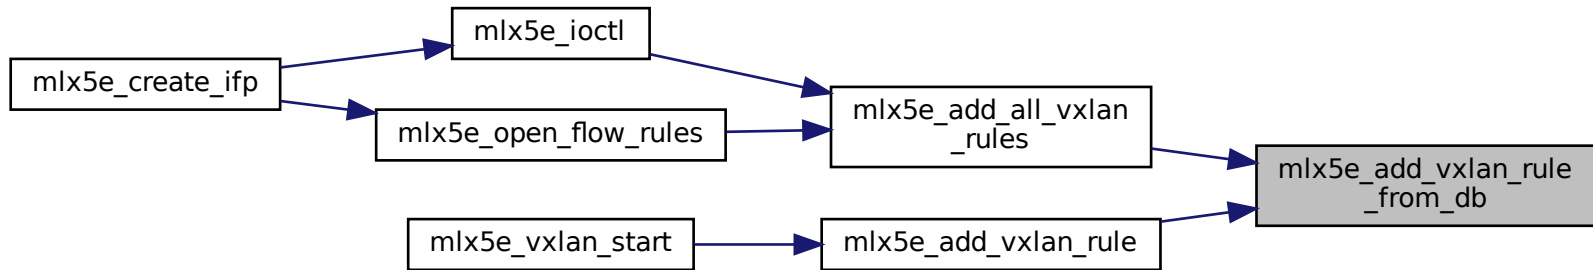 mlx5e_ioctl
mlx5e_create_ifp
mlx5e_open_flow_rules
mlx5e_add_all_vxlan
_rules
mlx5e_add_vxlan_rule
_from_db
mlx5e_vxlan_start
mlx5e_add_vxlan_rule